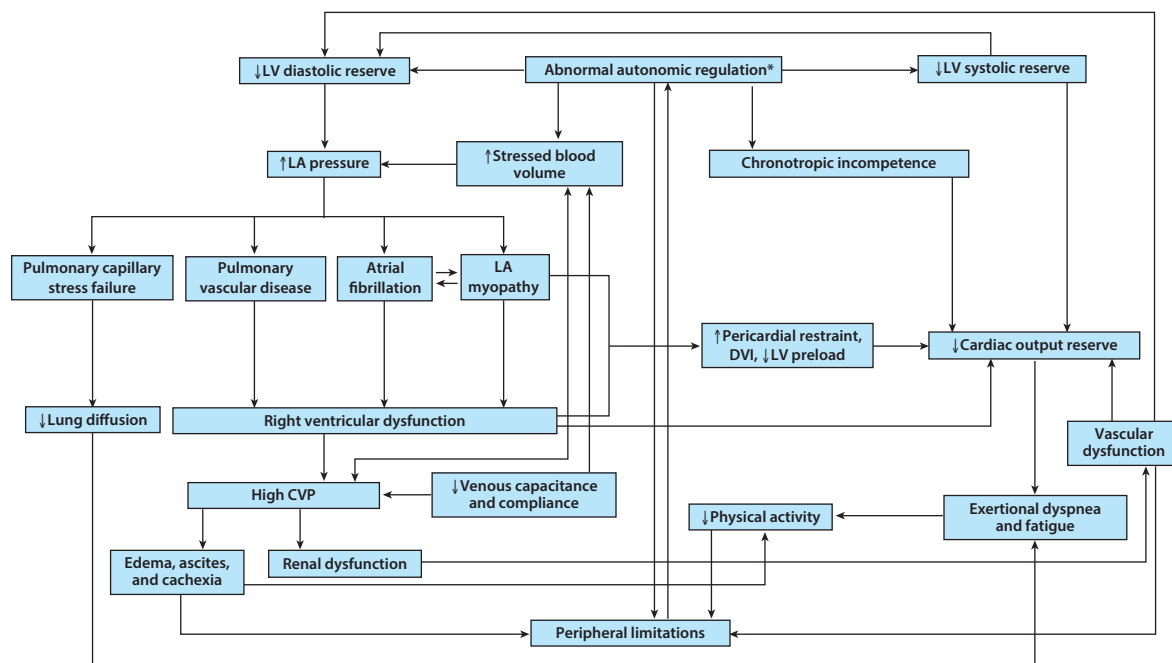 ↓LV diastolic reserve
Abnormal autonomic regulation*
↓LV systolic reserve
↑LA pressure
↑Stressed blood
volume
Chronotropic incompetence
Pulmonary capillary
stress failure
Pulmonary
vascular disease
Atrial
fibrillation
LA
myopathy
↑Pericardial restraint,
DVI, ↓LV preload
↓Cardiac output reserve
↓Lung diffusion
Right ventricular dysfunction
Vascular
dysfunction
High CVP
↓Venous capacitance
and compliance
↓Physical activity
Exertional dyspnea
and fatigue
Edema, ascites,
and cachexia
Renal dysfunction
Peripheral limitations